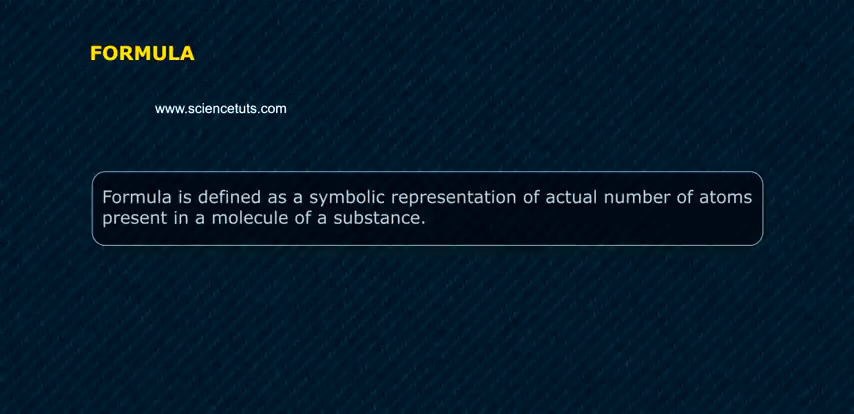 FORMULA
www.sciencetuts.com
Formula is defined as a symbolic representation of actual number of atoms
present in a molecule of a substance.